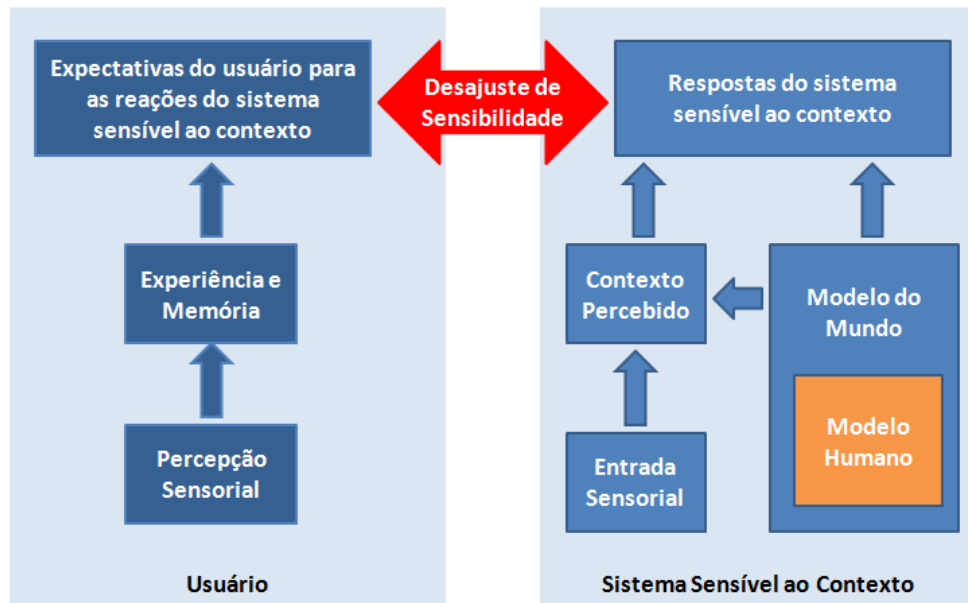 Expectativas do usuário para
as reações do sistema
sensível ao contexto
Desajuste de
Sensibilidade
Respostas do sistema
sensível ao contexto
Experiência e
Memória
Contexto
Percebido
Modelo do
Mundo
Percepção
Sensorial
Entrada
Sensorial
Modelo
Humano
Usuário
Sistema Sensível ao Contexto